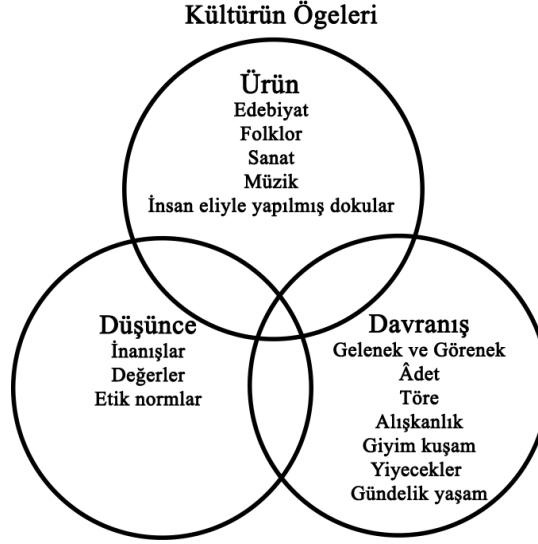 Kültürün Ögeleri
Ürün
Edebiyat
Folklor
Sanat
Müzik
İnsan eliyle yapılmış dokular
Düşünce
İnanışlar
Değerler
Etik normlar
Davranış
Gelenek ve Görenek
Âdet
Töre
Alışkanlık
Giyim kuşam
Yiyecekler
Gündelik yaşam